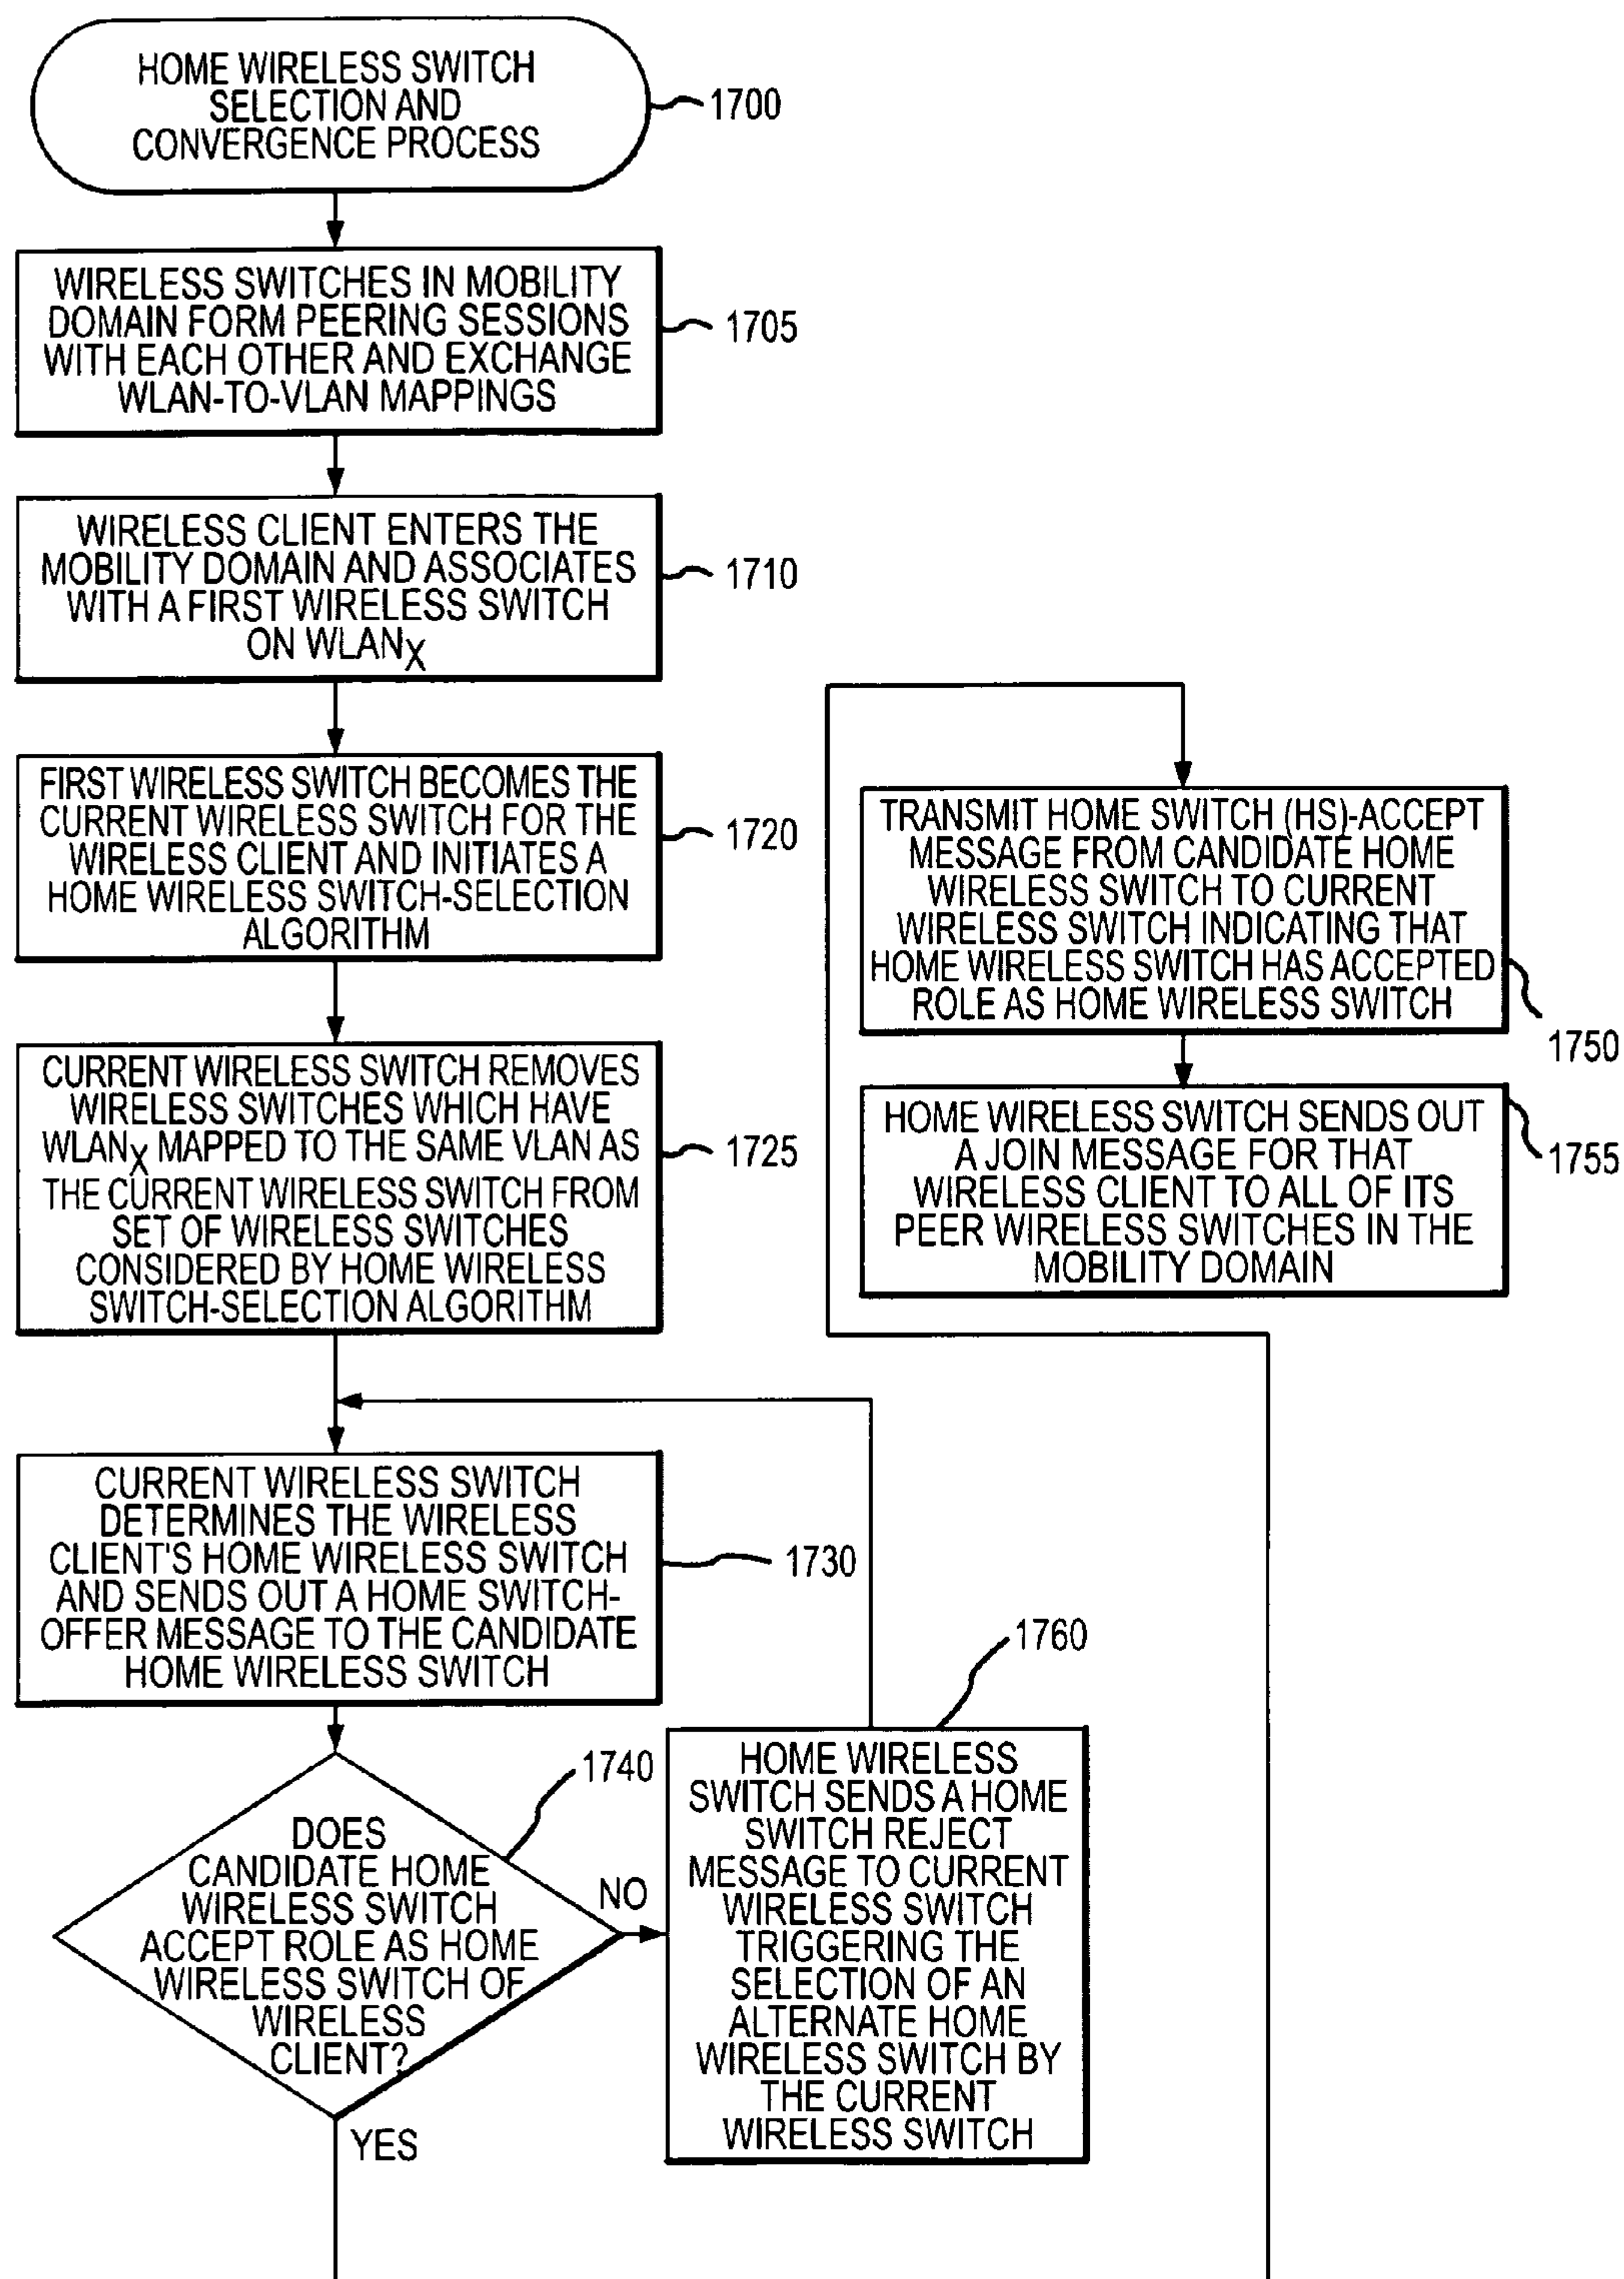 HOME WIRELESS SWITCH
SELECTION AND
CONVERGENCE PROCESS
1700
WIRELESS SWITCHES IN MOBILITY
DOMAIN FORM PEERING SESSIONS
WITH EACH OTHER AND EXCHANGE
WLAN-TO-VLAN MAPPINGS
1705
WIRELESS CLIENT ENTERS THE
MOBILITY DOMAIN AND ASSOCIATES
WITH A FIRST WIRELESS SWITCH
ON WLANX
1710
FIRST WIRELESS SWITCH BECOMES THE
CURRENT WIRELESS SWITCH FOR THE
WIRELESS CLIENT AND INITIATES A
HOME WIRELESS SWITCH-SELECTION
ALGORITHM
1720
CURRENT WIRELESS SWITCH REMOVES
WIRELESS SWITCHES WHICH HAVE
WLANX MAPPED TO THE SAME VLAN AS
THE CURRENT WIRELESS SWITCH FROM
SET OF WIRELESS SWITCHES
CONSIDERED BY HOME WIRELESS
SWITCH-SELECTION ALGORITHM
1725
CURRENT WIRELESS SWITCH
DETERMINES THE WIRELESS
CLIENT'S HOME WIRELESS SWITCH
AND SENDS OUT A HOME SWITCH-
OFFER MESSAGE TO THE CANDIDATE
HOME WIRELESS SWITCH
1730
DOES
CANDIDATE HOME
WIRELESS SWITCH
ACCEPT ROLE AS HOME
WIRELESS SWITCH OF
WIRELESS
CLIENT?
1740
NO
YES
HOME WIRELESS
SWITCH SENDS A HOME
SWITCH REJECT
MESSAGE TO CURRENT
WIRELESS SWITCH
TRIGGERING THE
SELECTION OF AN
ALTERNATE HOME
WIRELESS SWITCH BY
THE CURRENT
WIRELESS SWITCH
1760
TRANSMIT HOME SWITCH (HS)-ACCEPT
MESSAGE FROM CANDIDATE HOME
WIRELESS SWITCH TO CURRENT
WIRELESS SWITCH INDICATING THAT
HOME WIRELESS SWITCH HAS ACCEPTED
ROLE AS HOME WIRELESS SWITCH
1750
HOME WIRELESS SWITCH SENDS OUT
A JOIN MESSAGE FOR THAT
WIRELESS CLIENT TO ALL OF ITS
PEER WIRELESS SWITCHES IN THE
MOBILITY DOMAIN
1755